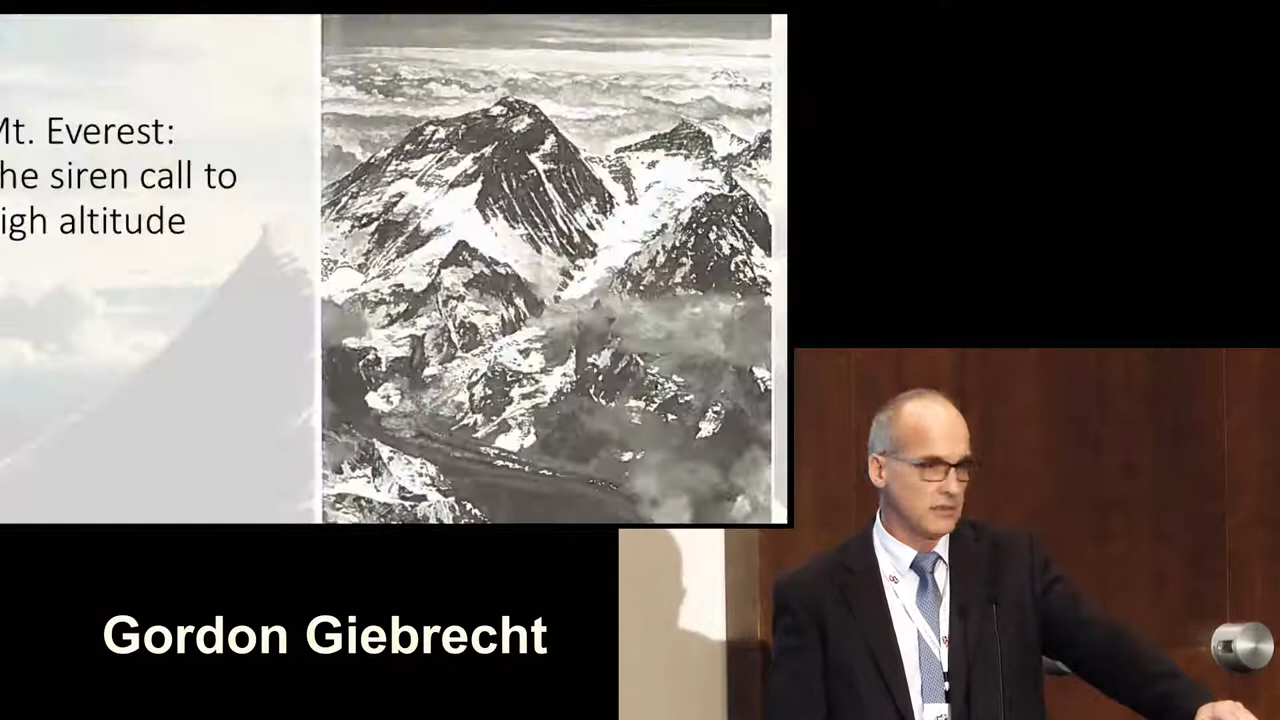 Mt. Everest:
he siren call to
igh altitude
Gordon Giebrecht